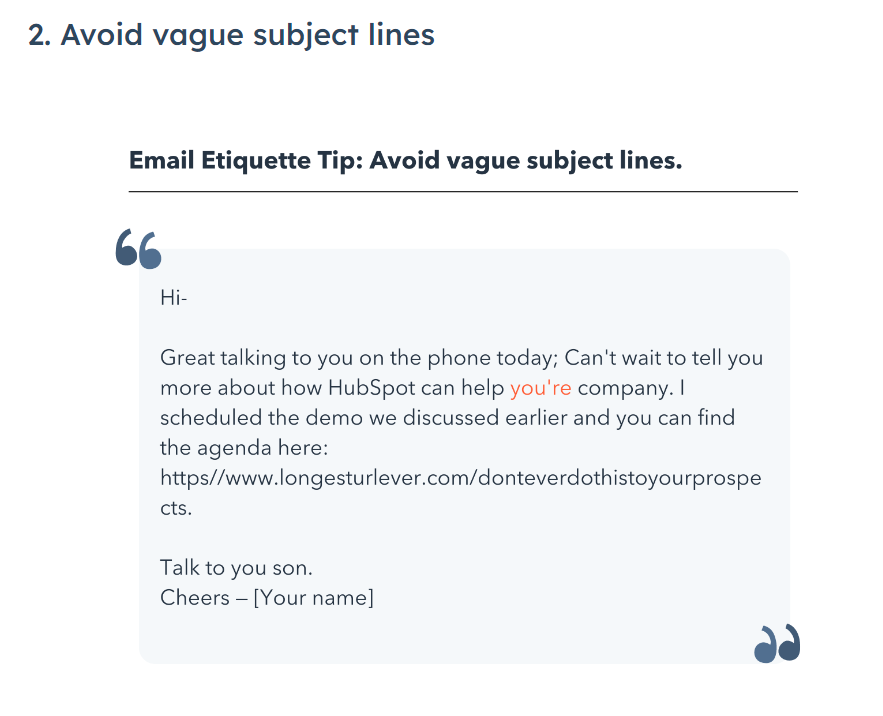 2. Avoid vague subject lines
Email Etiquette Tip: Avoid vague subject lines.
“
Hi-
Great talking to you on the phone today; Can't wait to tell you
more about how HubSpot can help you're company. I
scheduled the demo we discussed earlier and you can find
the agenda here:
https//www.longesturlever.com/donteverdothistoyourprospe
cts.
Talk to you son.
Cheers – [Your name]
”